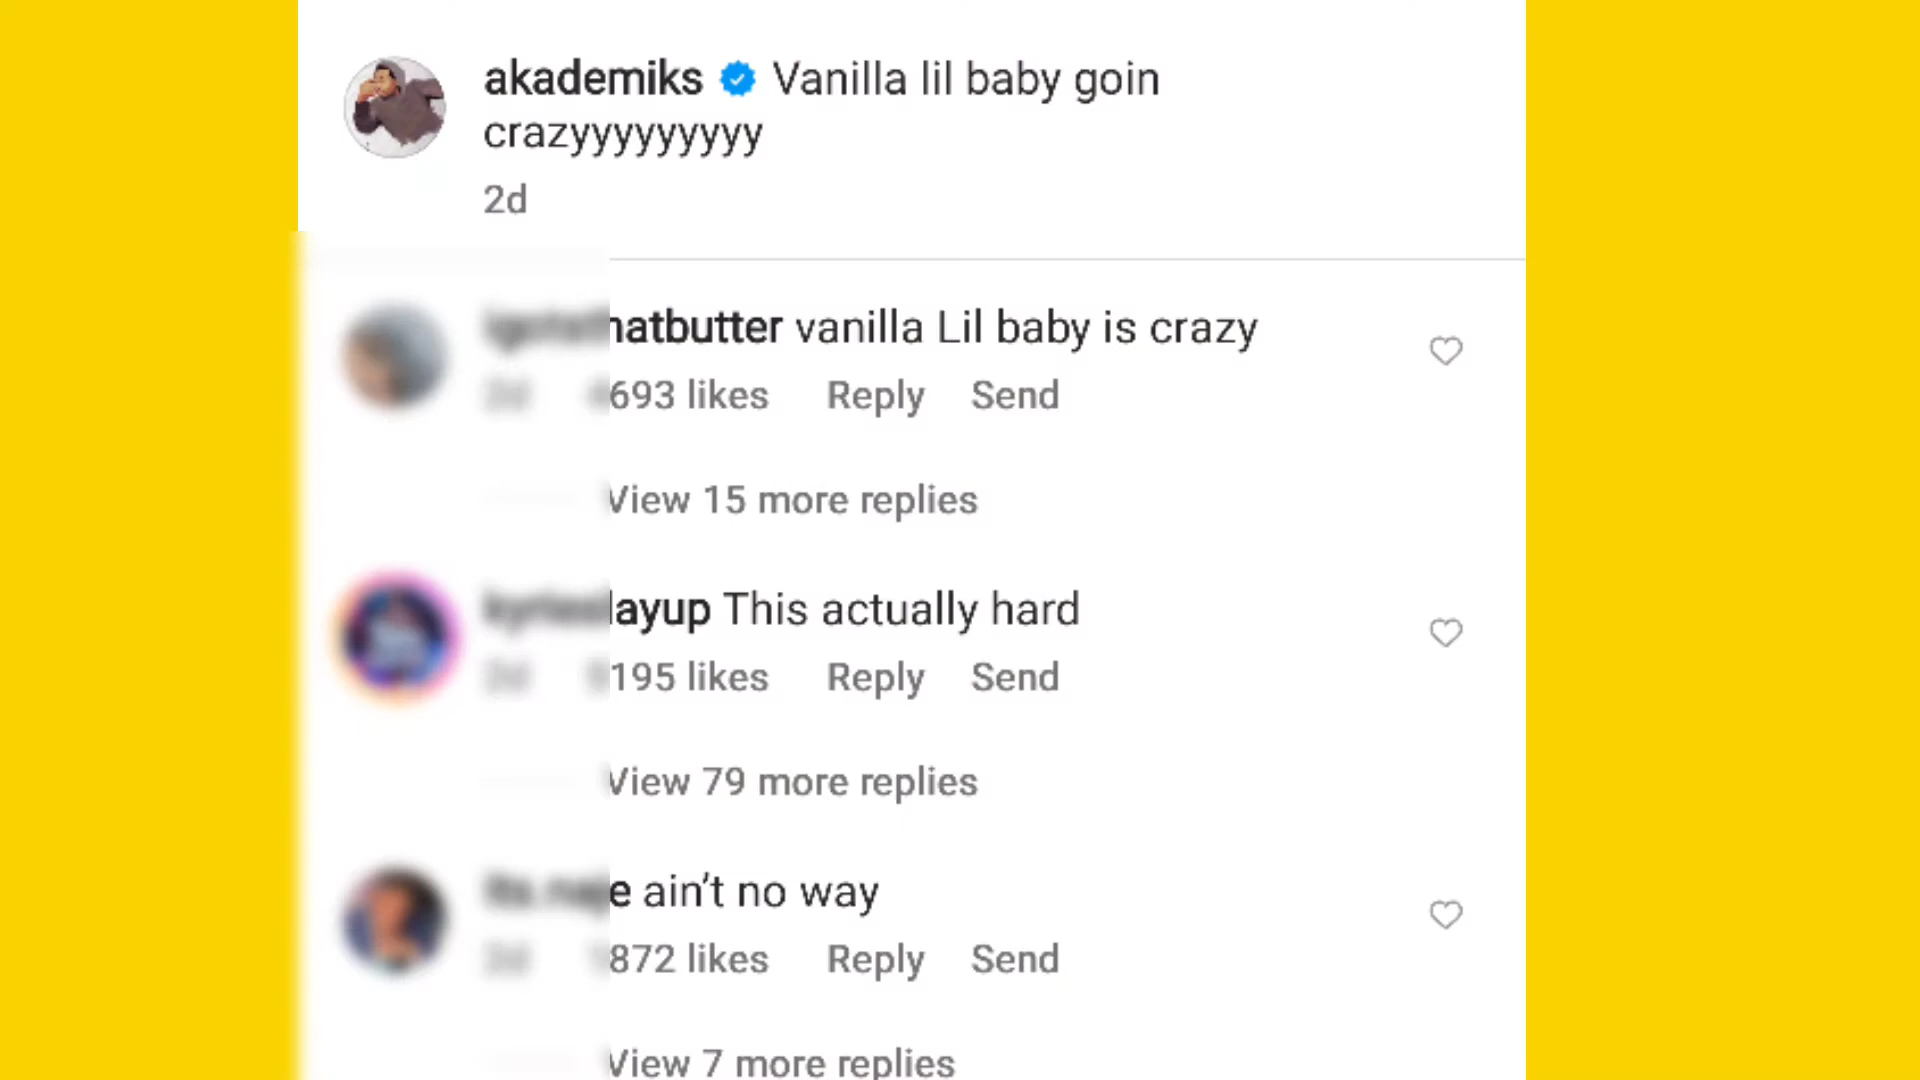 akademiks Vanilla lil baby goin
crazyyyyyyyyy
2d
hatbutter vanilla Lil baby is crazy
693 likes Reply Send
View 15 more replies
layup This actually hard
195 likes Reply Send
View 79 more replies
e ain't no way
872 likes Reply Send
View 7 more replies